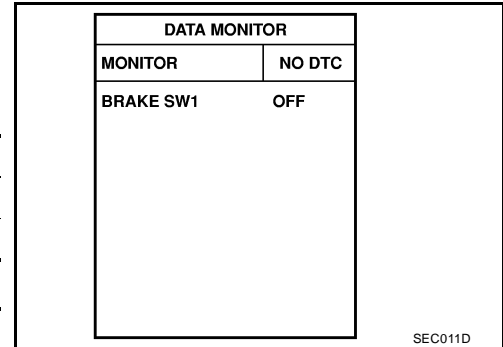 DATA MONITOR
MONITOR NO DTC
BRAKE SW1 OFF
SEC011D